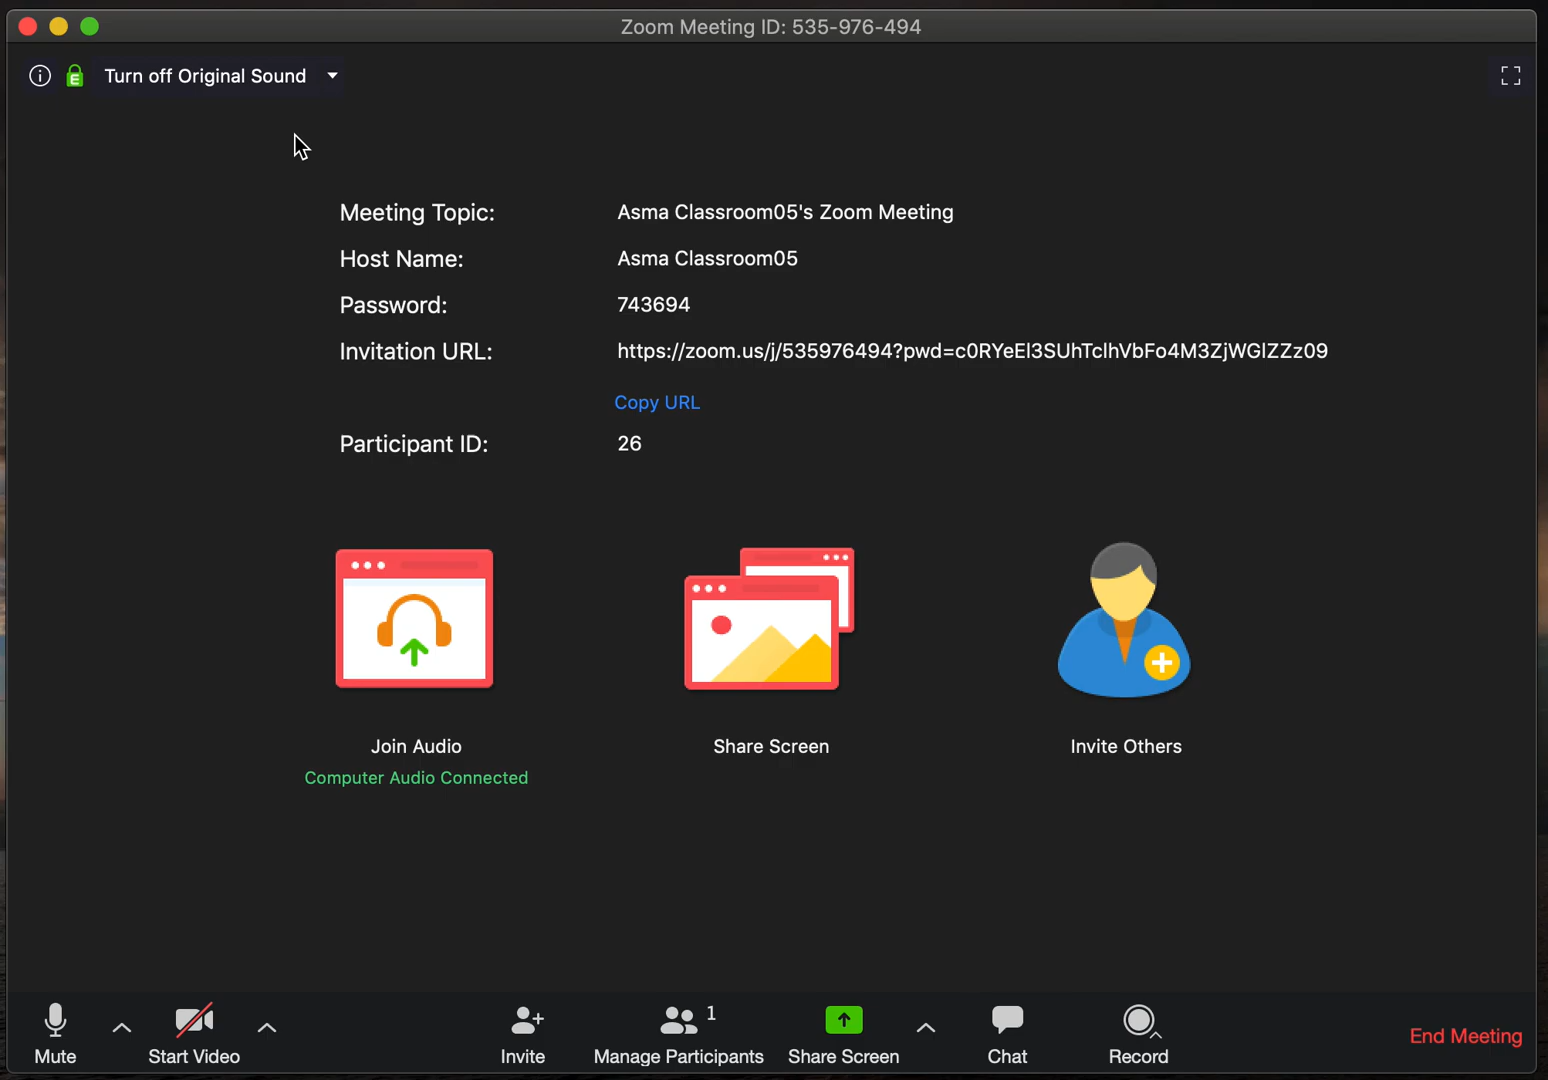 Zoom Meeting ID: 535-976-494
Turn off Original Sound
Meeting Topic: Asma Classroom05's Zoom Meeting
Host Name: Asma Classroom05
Password: 743694
Invitation URL: https://zoom.us/j/535976494?pwd=c0RYeEl3SUhTclhVbFo4M3ZjWGlZZz09
Copy URL
Participant ID: 26
Join Audio
Computer Audio Connected
Share Screen
Invite Others
Mute
Start Video
Invite
1
Manage Participants
Share Screen
Chat
Record
End Meeting